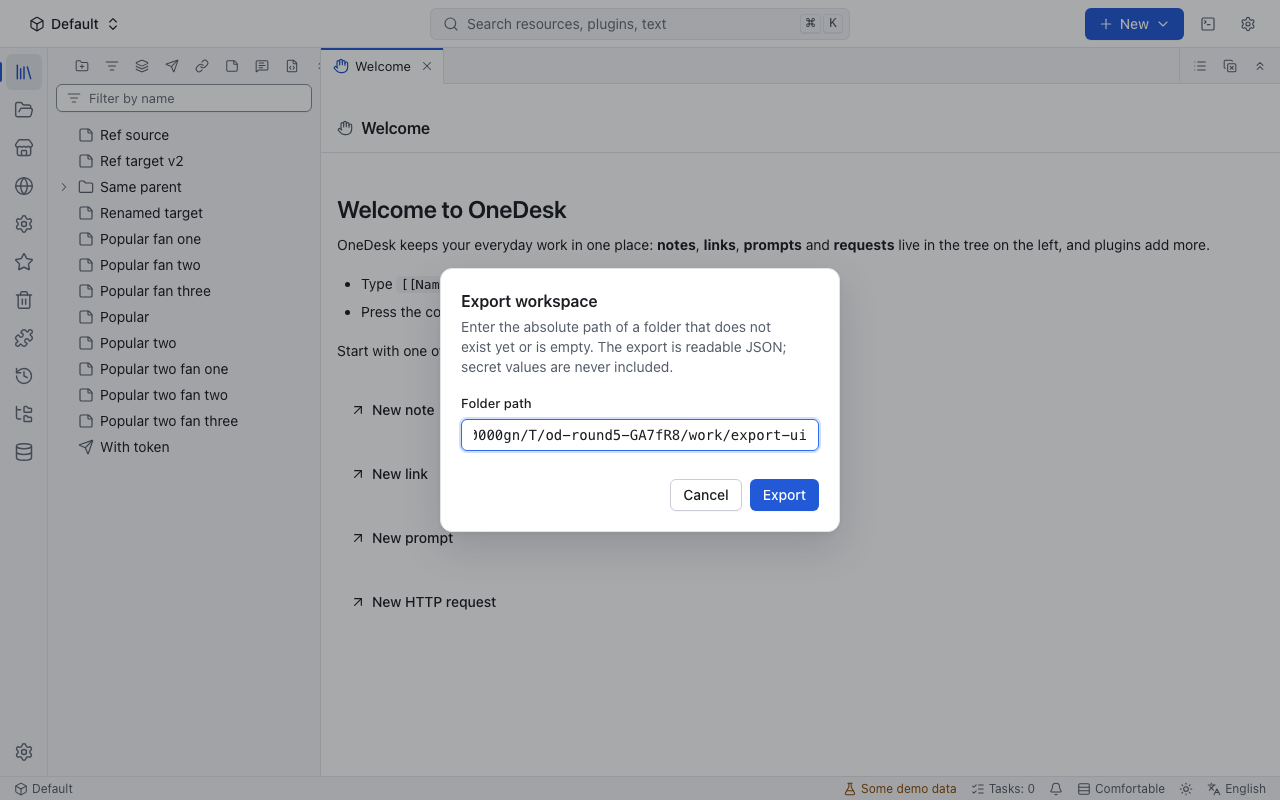 Default
Search resources, plugins, text
⌘ K
New
Welcome
Filter by name
Ref source
Ref target v2
Same parent
Renamed target
Popular fan one
Popular fan two
Popular fan three
Popular
Popular two
Popular two fan one
Popular two fan two
Popular two fan three
With token
Welcome
Welcome to OneDesk
OneDesk keeps your everyday work in one place: notes, links, prompts and requests live in the tree on the left, and plugins add more.
Type [[Nam
Press the co
Start with one o
New note
New link
New prompt
New HTTP request
Export workspace
Enter the absolute path of a folder that does not
exist yet or is empty. The export is readable JSON;
secret values are never included.
Folder path
000gn/T/od-round5-GA7fR8/work/export-ui
Cancel
Export
Default
Some demo data
Tasks: 0
Comfortable
English